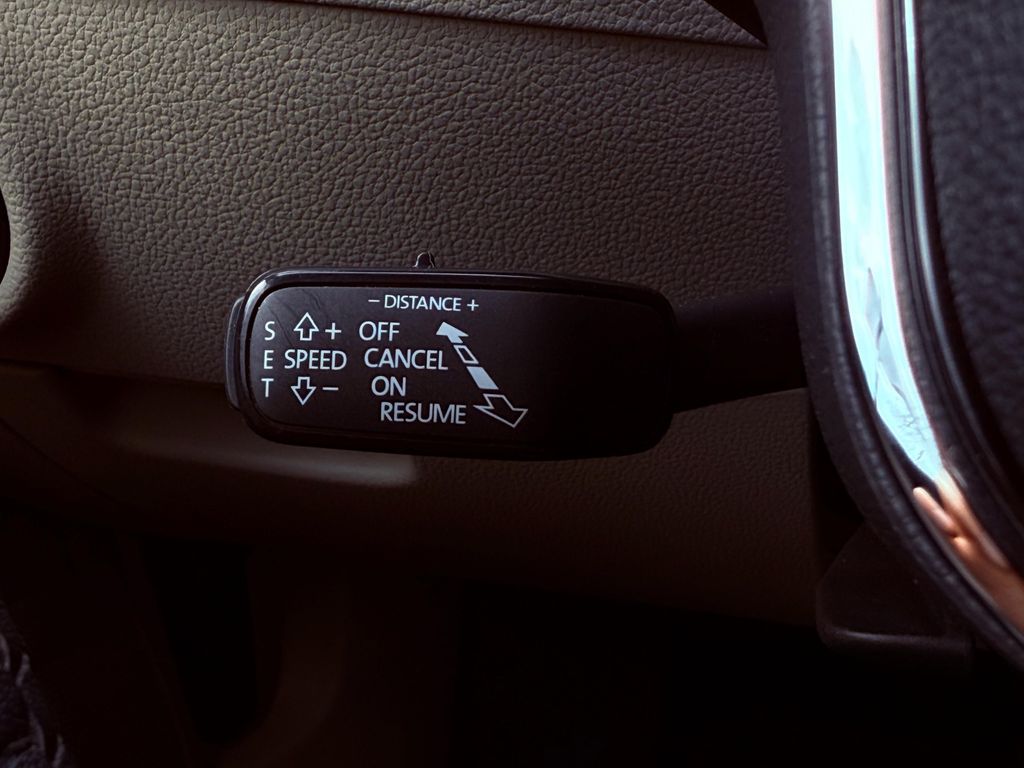 – DISTANCE +
S + OFF
E SPEED CANCEL
T – ON
RESUME